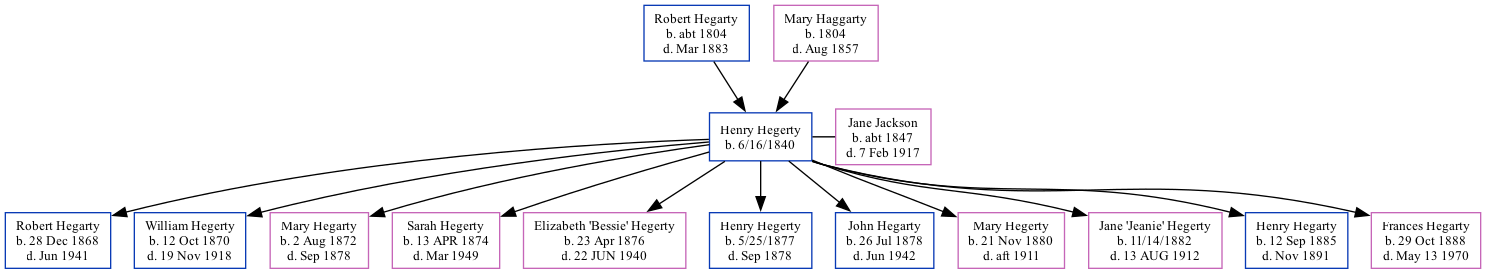 Robert Hegarty
b. abt 1804
d. Mar 1883
Mary Haggarty
b. 1804
d. Aug 1857
Henry Hegerty
b. 6/16/1840
Jane Jackson
b. abt 1847
d. 7 Feb 1917
Robert Hegarty
b. 28 Dec 1868
d. Jun 1941
William Hegerty
b. 12 Oct 1870
d. 19 Nov 1918
Mary Hegarty
b. 2 Aug 1872
d. Sep 1878
Sarah Hegerty
b. 13 APR 1874
d. Mar 1949
Elizabeth 'Bessie' Hegerty
b. 23 Apr 1876
d. 22 JUN 1940
Henry Hegerty
b. 5/25/1877
d. Sep 1878
John Hegarty
b. 26 Jul 1878
d. Jun 1942
Mary Hegerty
b. 21 Nov 1880
d. aft 1911
Jane 'Jeanie' Hegerty
b. 11/14/1882
d. 13 AUG 1912
Henry Hegarty
b. 12 Sep 1885
d. Nov 1891
Frances Hegarty
b. 29 Oct 1888
d. May 13 1970